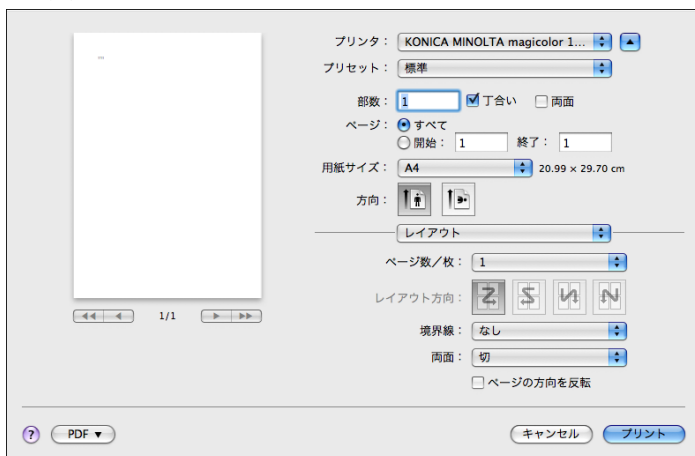 プリンタ： KONICA MINOLTA magicolor 1...
プリセット： 標準
部数： 1 丁合い 両面
ページ： すべて
開始： 1 終了： 1
用紙サイズ： A4 20.99 × 29.70 cm
方向：
レイアウト
ページ数／枚： 1
レイアウト方向：
境界線： なし
両面： 切
ページの方向を反転
1/1
? PDF ▼ キャンセル プリント